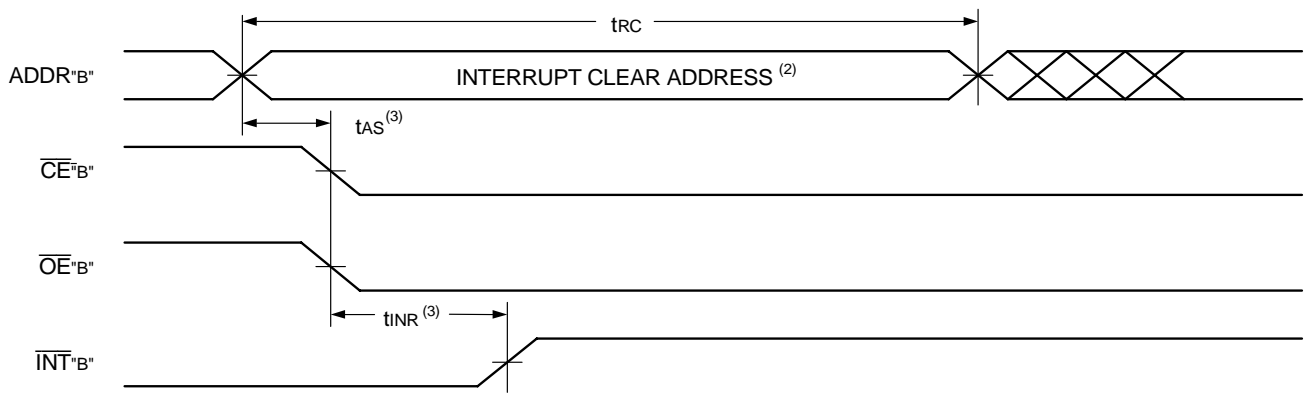 tRC
ADDR"B"
INTERRUPT CLEAR ADDRESS (2)
tAS(3)
CE"B"
OE"B"
tINR (3)
INT"B"